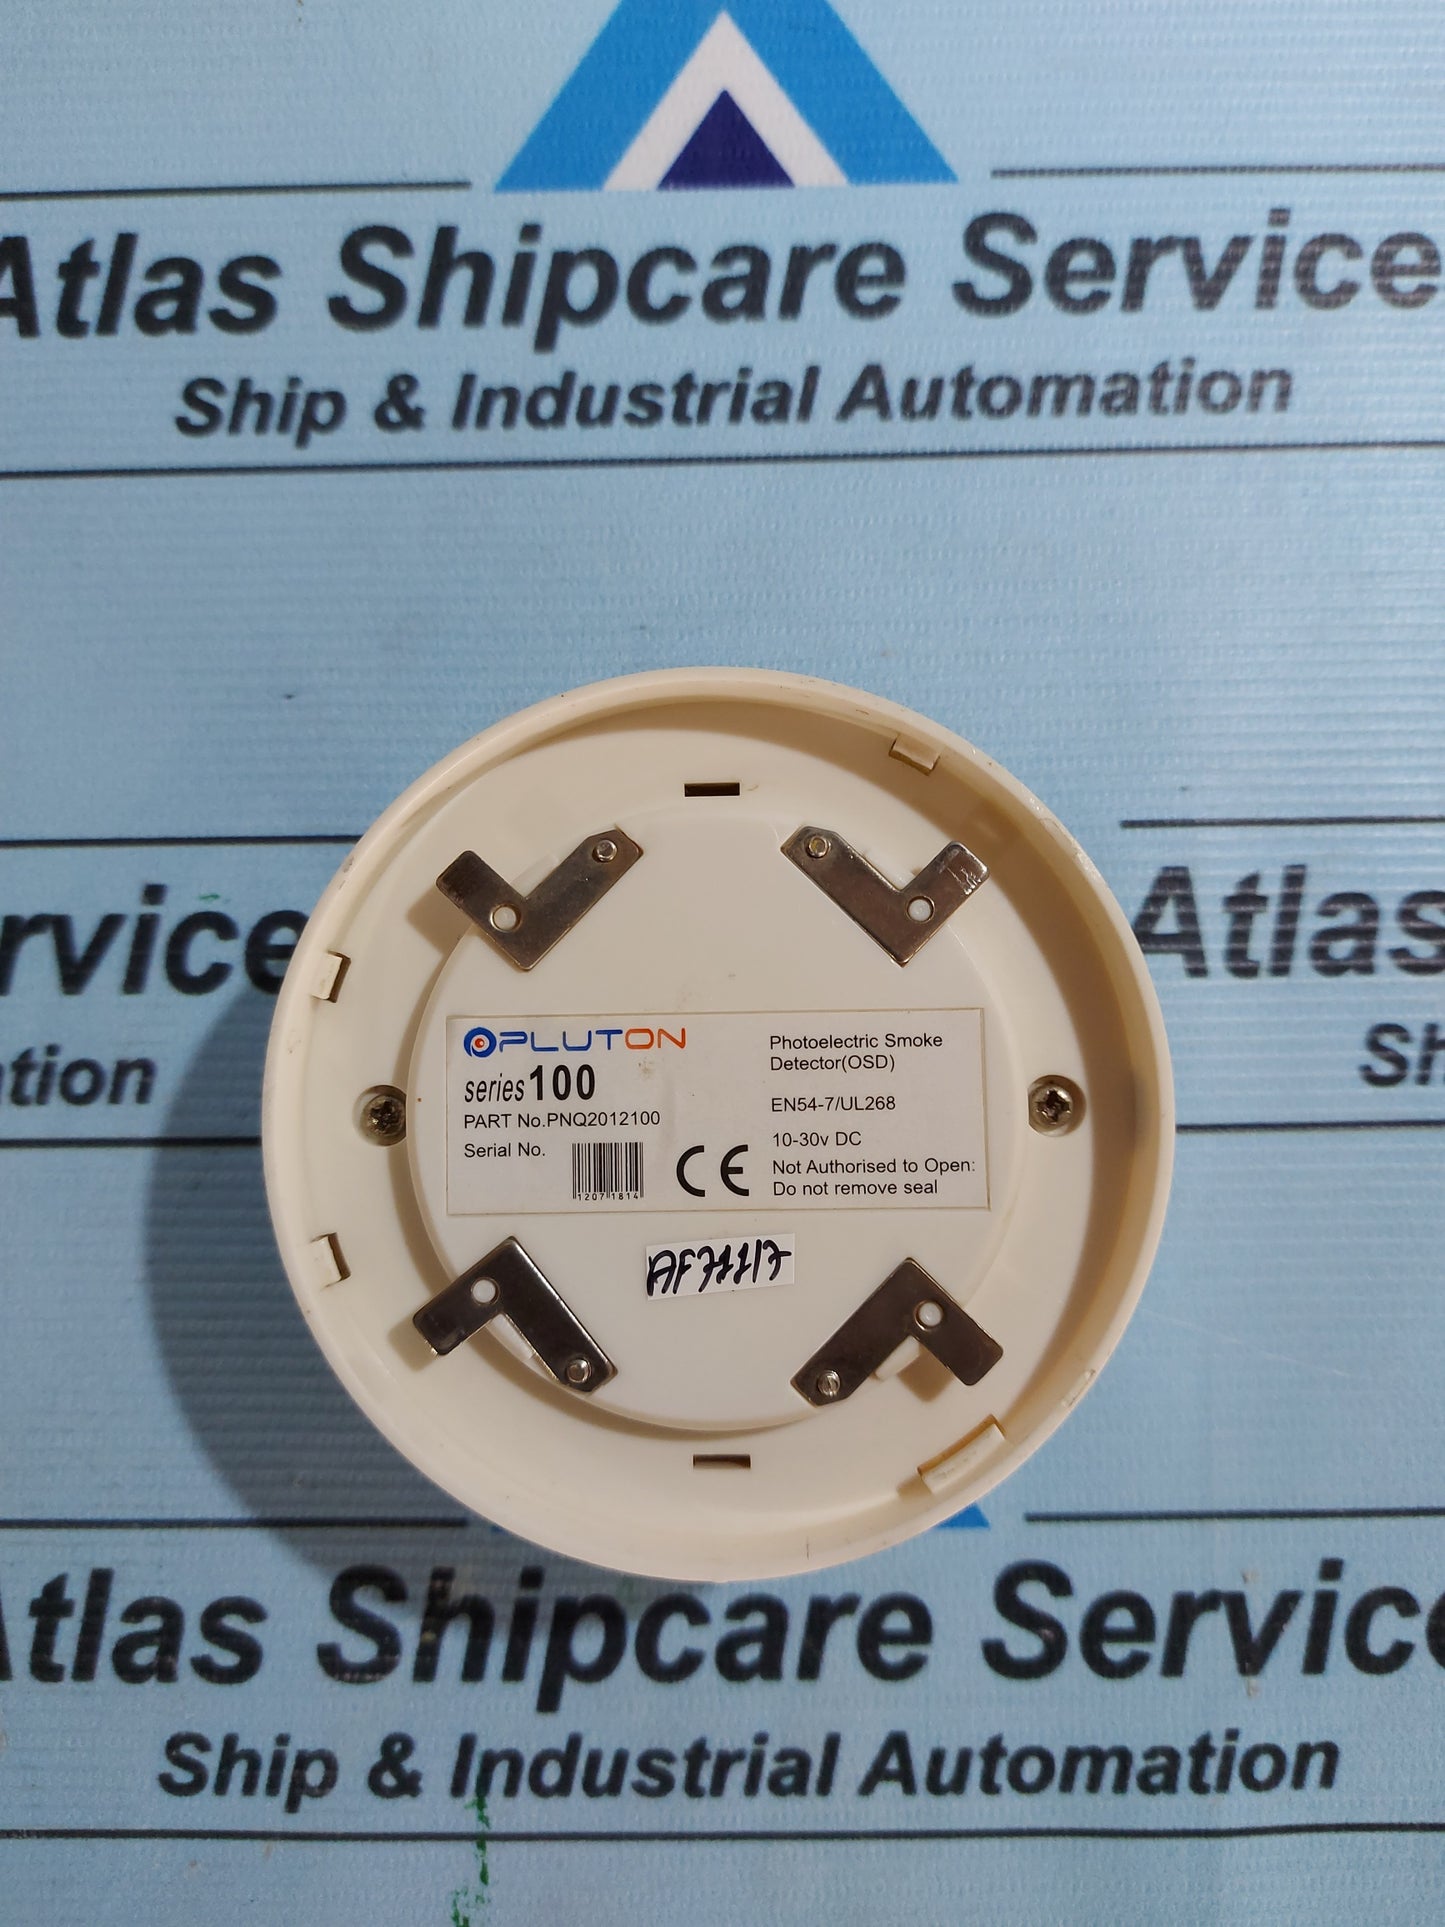 Atlas Shipcare Service
Ship & Industrial Automation
rvice
Atlas
ation
Sh
PLUTON
series 100
PART No.PNQ2012100
Serial No.
12071814
CE
Photoelectric Smoke
Detector(OSD)
EN54-7/UL268
10-30v DC
Not Authorised to Open:
Do not remove seal
Atlas Shipcare Service
Ship & Industrial Automation